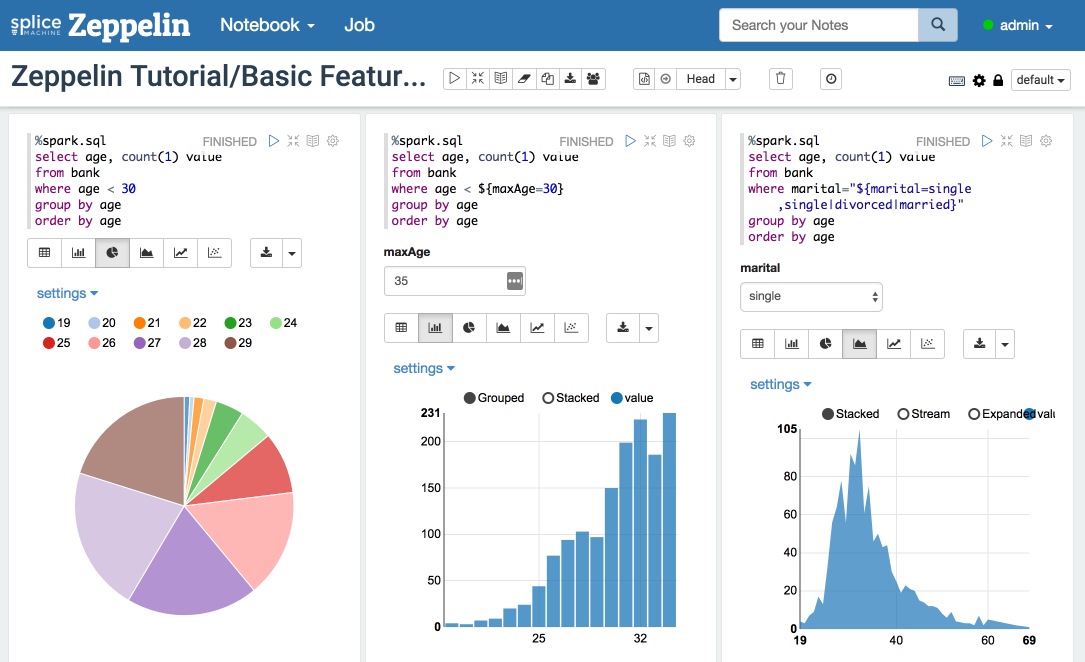 splice MACHINE Zeppelin Notebook Job Search your Notes admin
Zeppelin Tutorial/Basic Featur... Head default
%spark.sql FINISHED
select age, count(1) value
from bank
where age < 30
group by age
order by age
settings
19 20 21 22 23 24
25 26 27 28 29
%spark.sql FINISHED
select age, count(1) value
from bank
where age < ${maxAge=30}
group by age
order by age
maxAge
35
settings
Grouped Stacked value
231
200
150
100
50
0
25 32
%spark.sql FINISHED
select age, count(1) value
from bank
where marital="${marital=single
,single|divorced|married}"
group by age
order by age
marital
single
settings
Stacked Stream Expanded valu
105
80
60
40
20
0
19 40 60 69